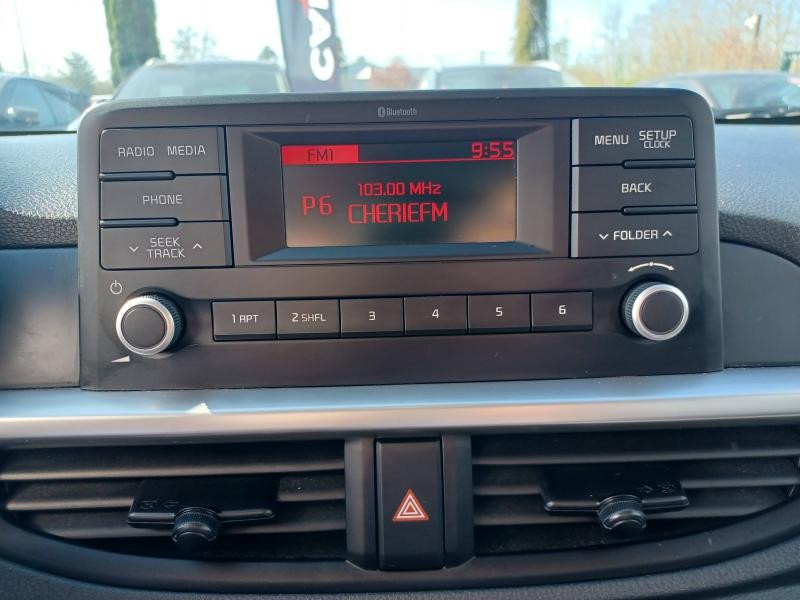 CAR
Bluetooth
RADIO MEDIA
PHONE
SEEK
TRACK
FM1 9:55
103.00 MHz
P6 CHERIEFM
MENU SETUP
CLOCK
BACK
FOLDER
1 RPT
2 SHFL
3
4
5
6